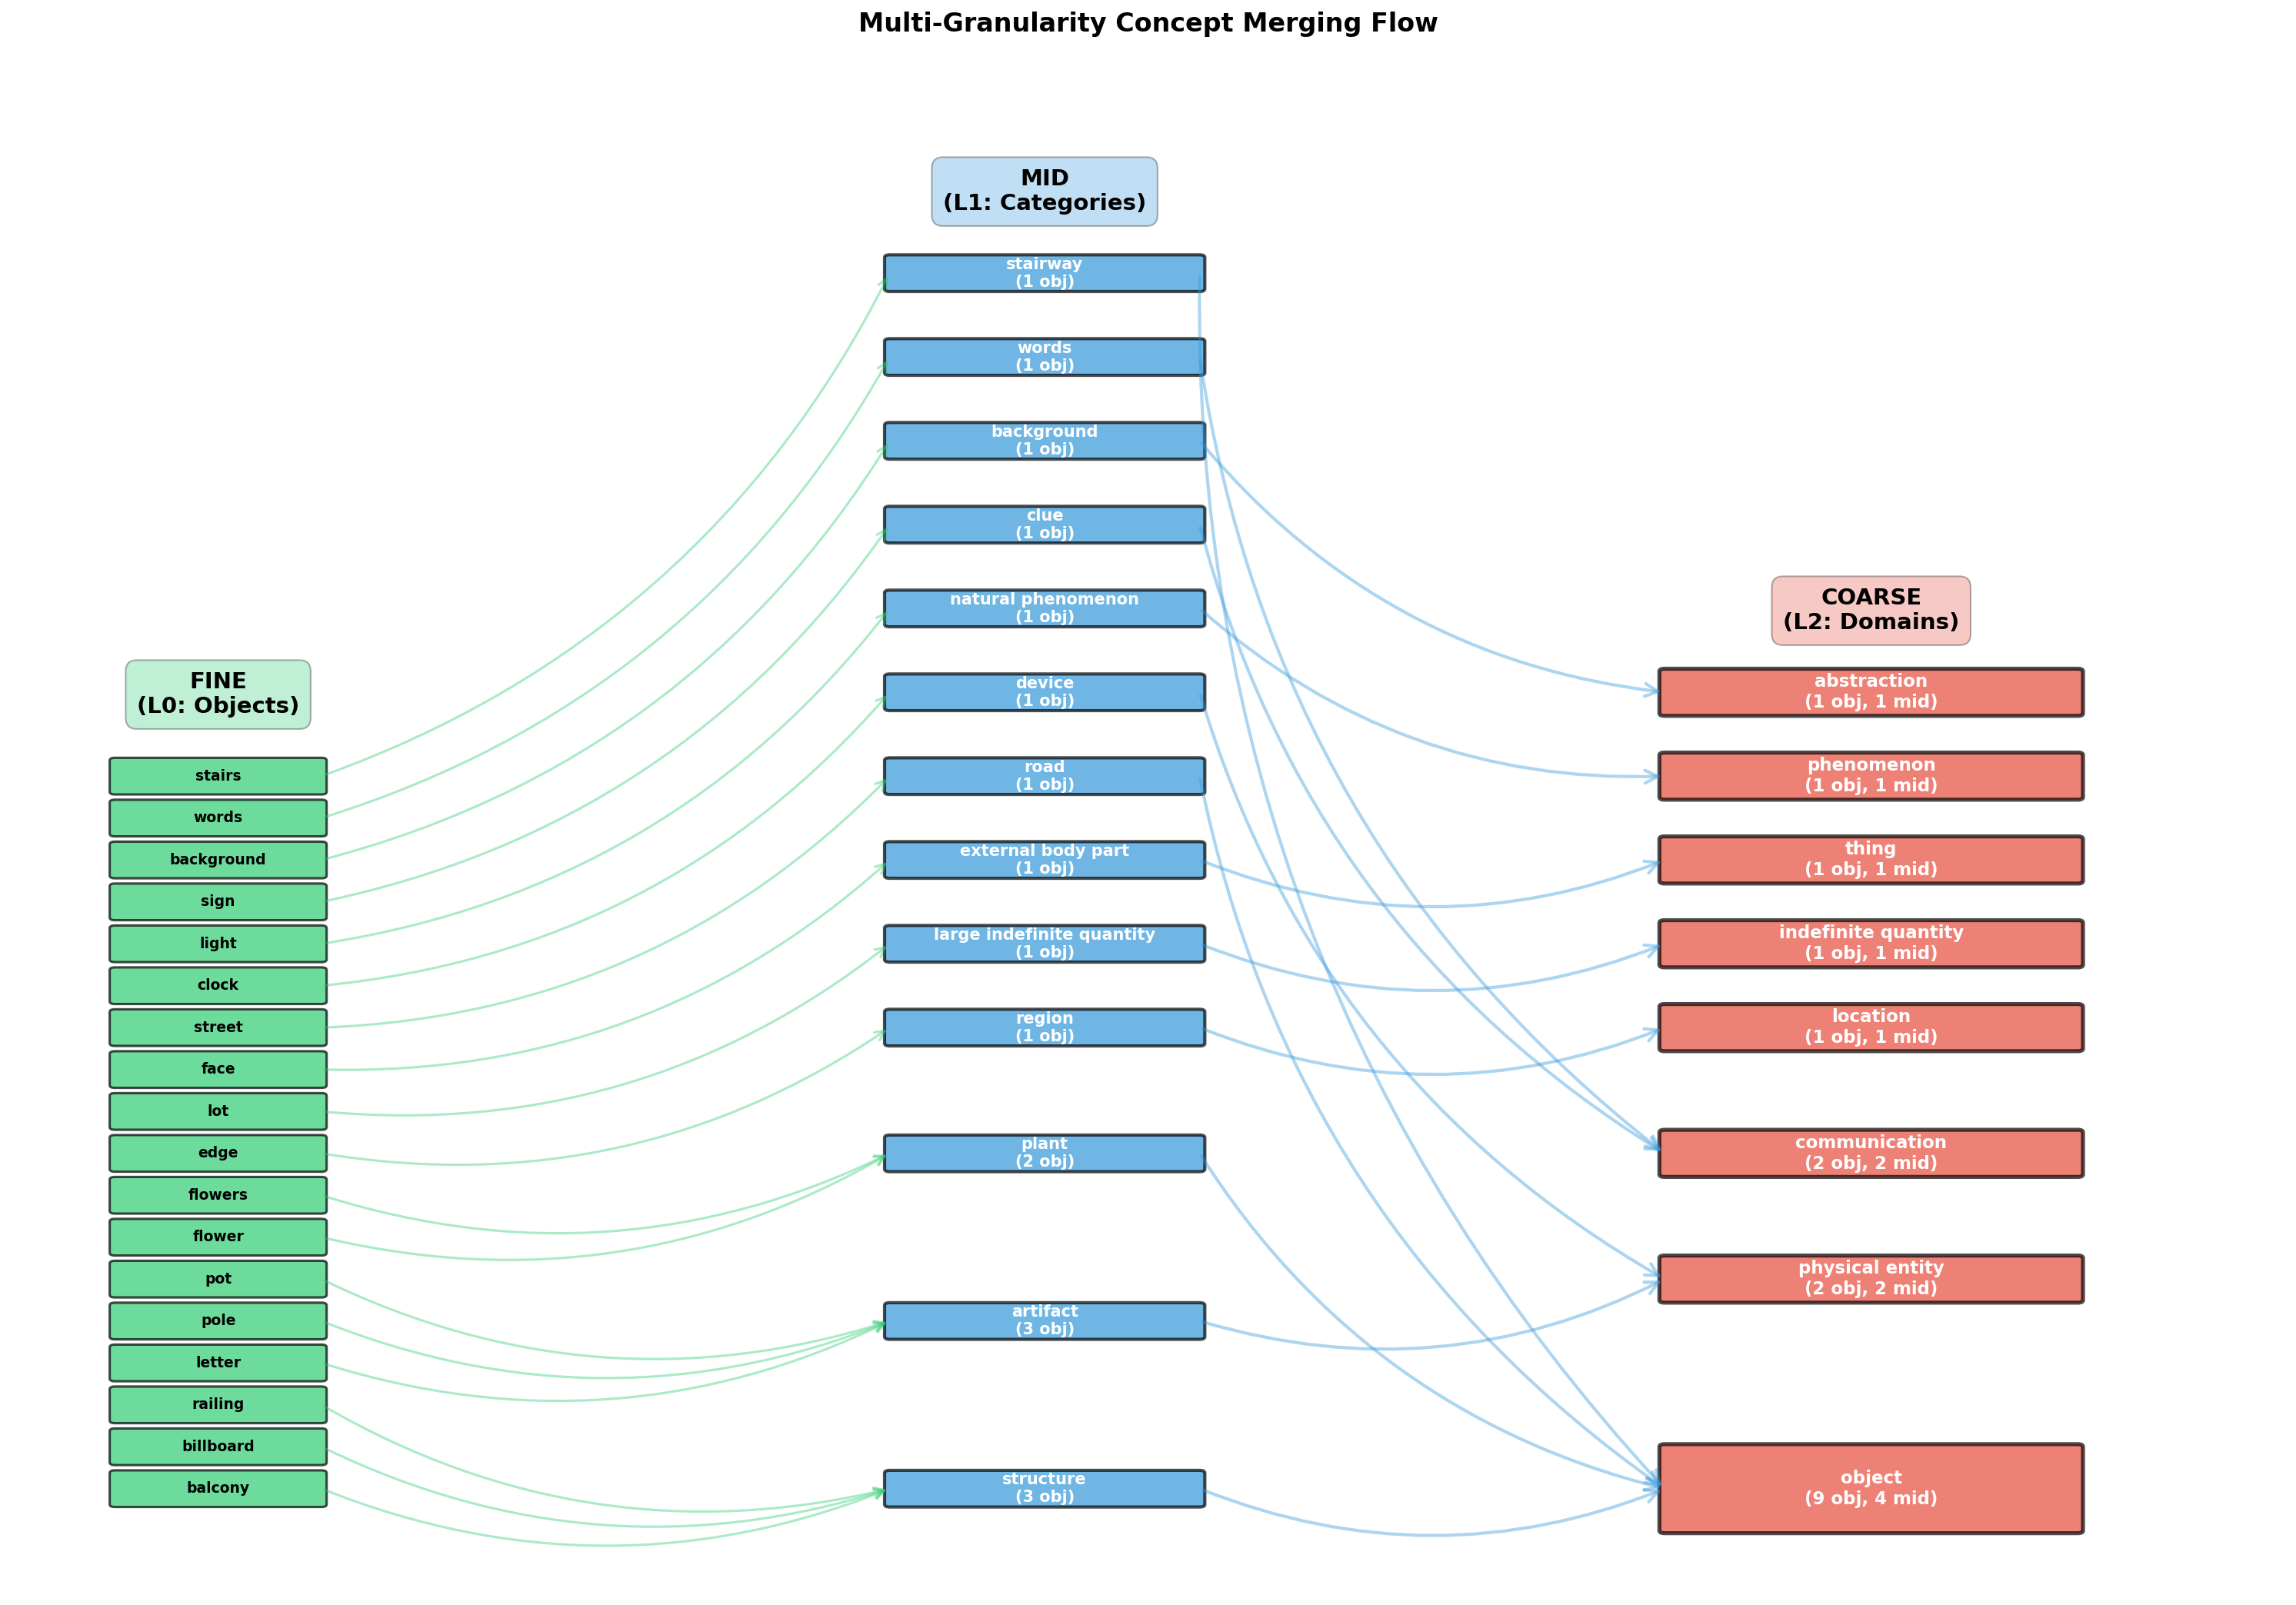 Multi-Granularity Concept Merging Flow
FINE
(L0: Objects)
stairs
words
background
sign
light
clock
street
face
lot
edge
flowers
flower
pot
pole
letter
railing
billboard
balcony
MID
(L1: Categories)
stairway
(1 obj)
words
(1 obj)
background
(1 obj)
clue
(1 obj)
natural phenomenon
(1 obj)
device
(1 obj)
road
(1 obj)
external body part
(1 obj)
large indefinite quantity
(1 obj)
region
(1 obj)
plant
(2 obj)
artifact
(3 obj)
structure
(3 obj)
COARSE
(L2: Domains)
abstraction
(1 obj, 1 mid)
phenomenon
(1 obj, 1 mid)
thing
(1 obj, 1 mid)
indefinite quantity
(1 obj, 1 mid)
location
(1 obj, 1 mid)
communication
(2 obj, 2 mid)
physical entity
(2 obj, 2 mid)
object
(9 obj, 4 mid)